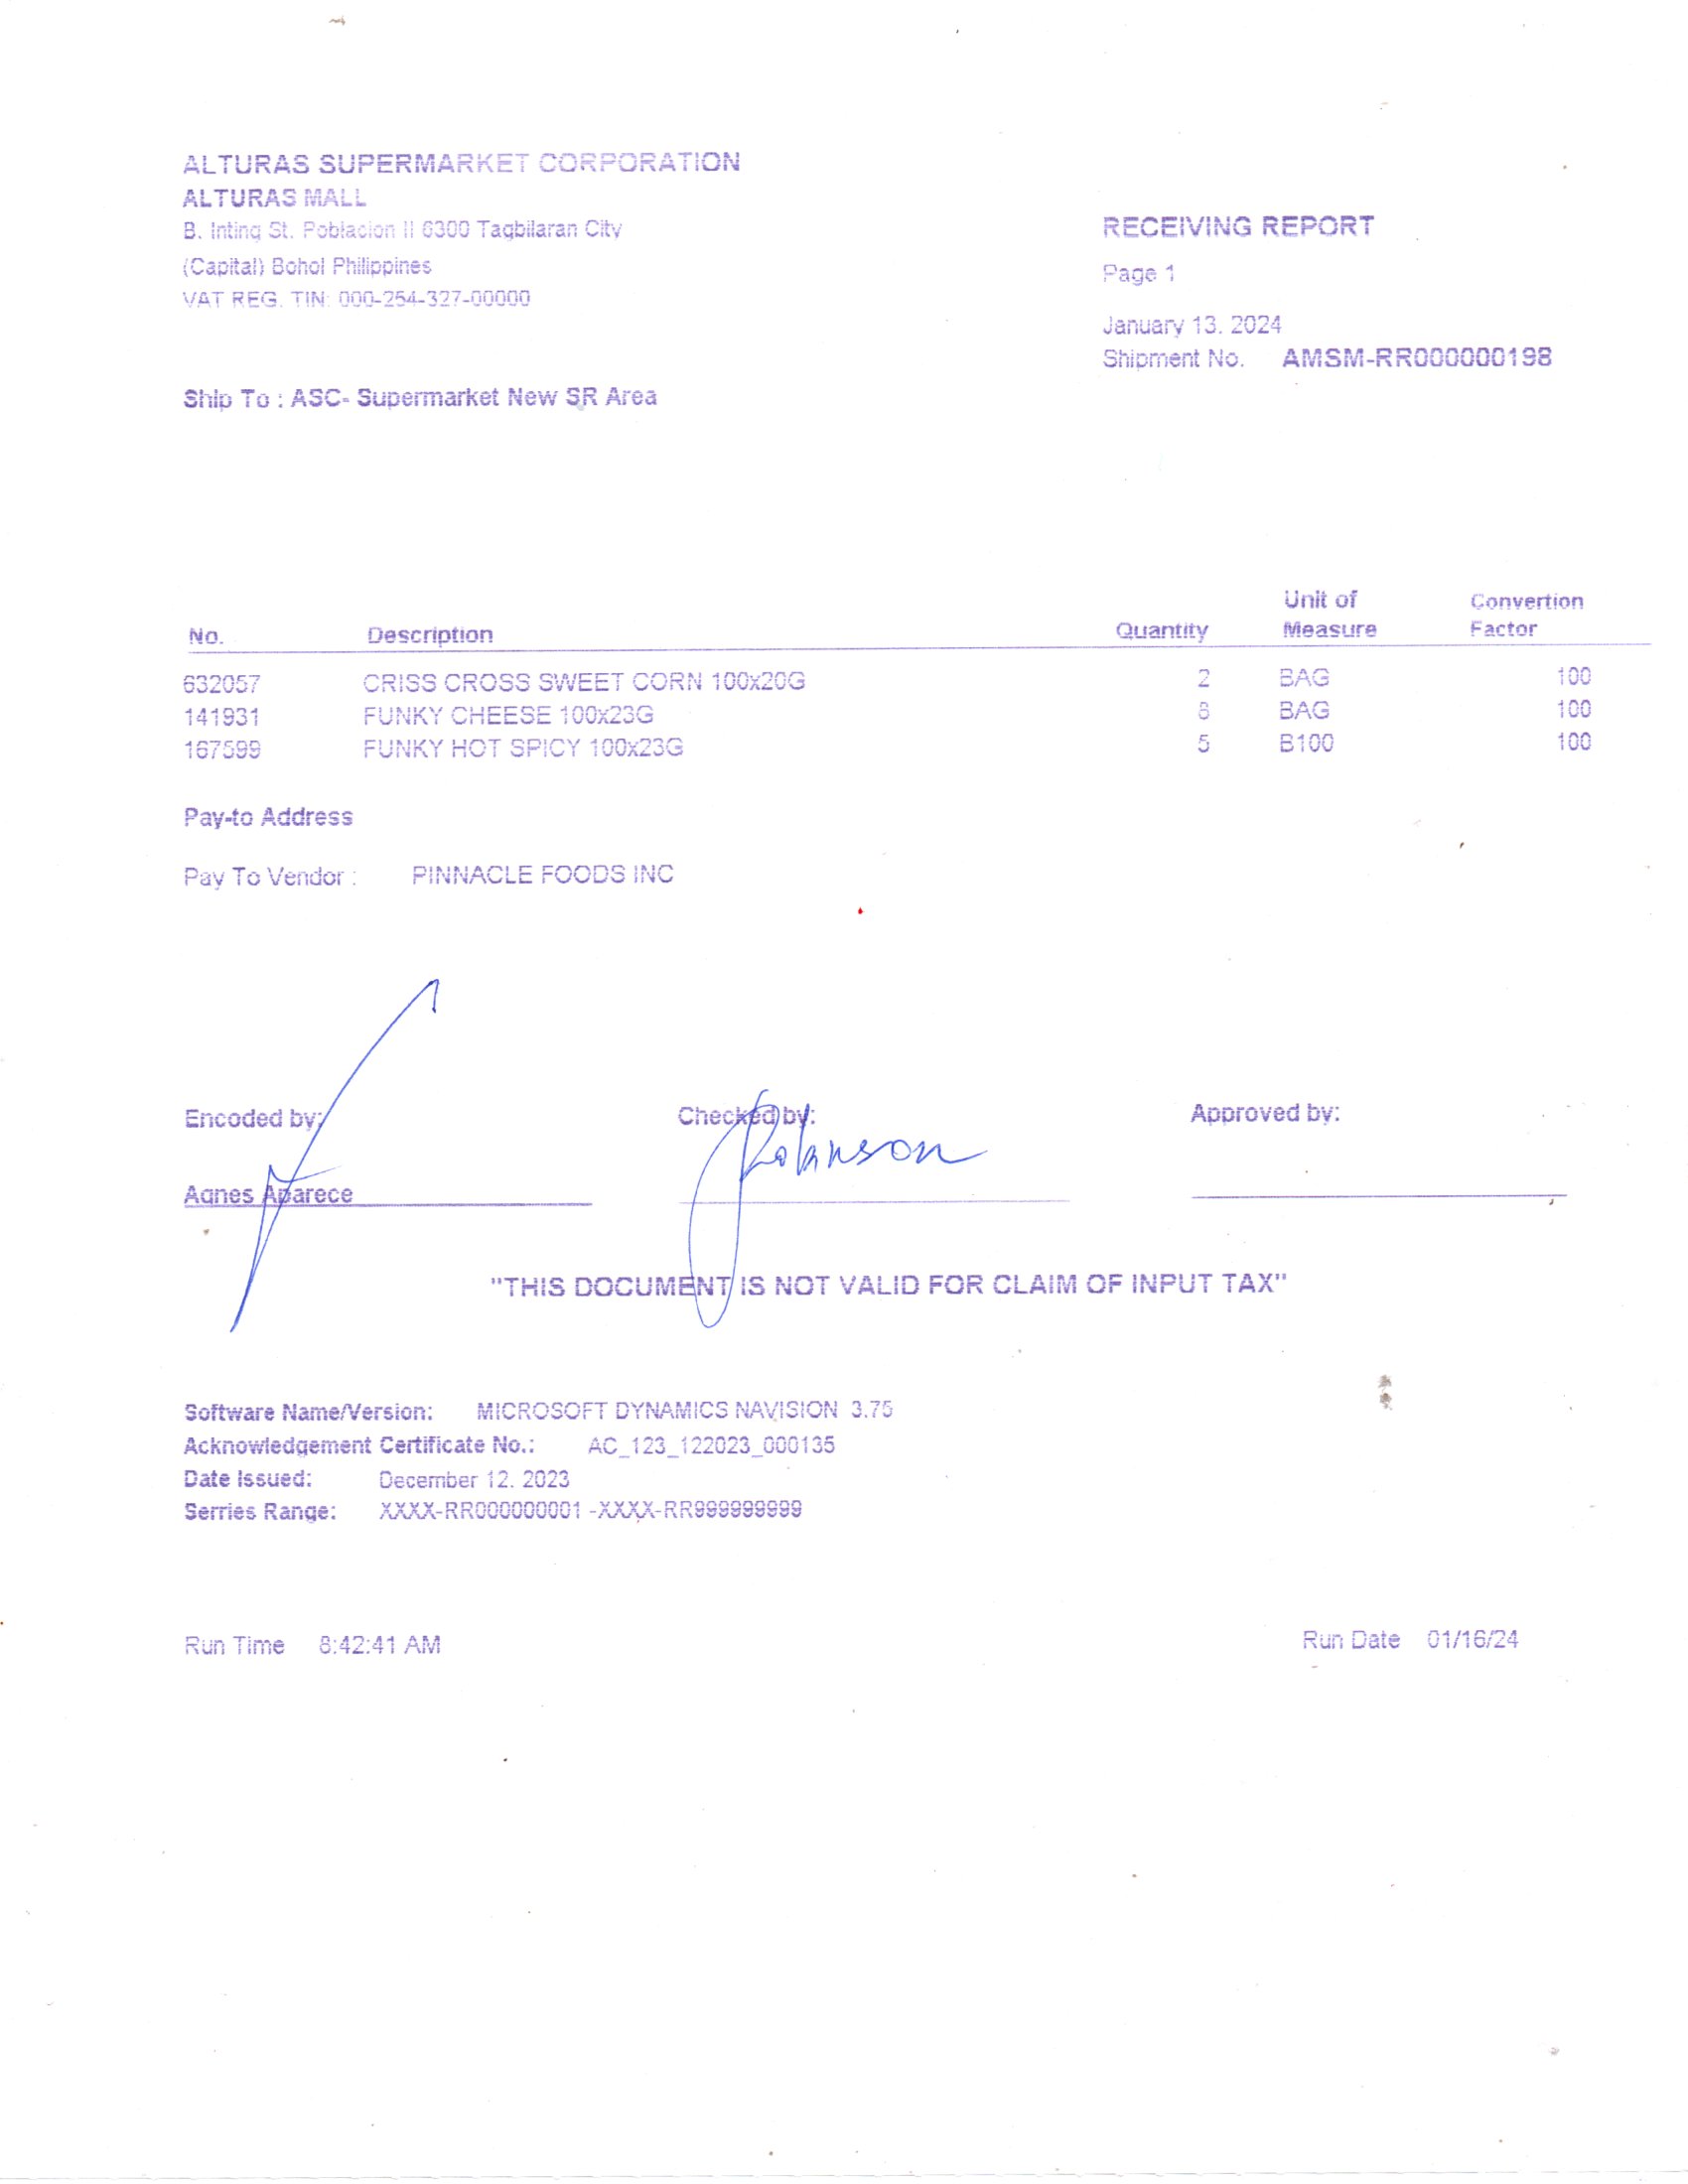 ALTURAS SUPERMARKET CORPORATION
ALTURAS MALL
B. Inting St. Poblacion II 6300 Tagbilaran City
(Capital) Bohol Philippines
VAT REG. TIN: 000-254-327-00000
RECEIVING REPORT
Page 1
January 13. 2024
Shipment No. AMSM-RR000000198
Ship To : ASC- Supermarket New SR Area
No. Description Quantity Unit of Measure Convertion Factor
632057 CRISS CROSS SWEET CORN 100x20G 2 BAG 100
141931 FUNKY CHEESE 100x23G 8 BAG 100
167599 FUNKY HOT SPICY 100x23G 5 B100 100
Pay-to Address
Pay To Vendor : PINNACLE FOODS INC
Encoded by: Checked by: Approved by:
Robinson
Agnes Aparece
"THIS DOCUMENT IS NOT VALID FOR CLAIM OF INPUT TAX"
Software Name/Version: MICROSOFT DYNAMICS NAVISION 3.75
Acknowledgement Certificate No.: AC_123_122023_000135
Date Issued: December 12. 2023
Serries Range: XXXX-RR000000001 -XXXX-RR999999999
Run Time 8:42:41 AM
Run Date 01/16/24